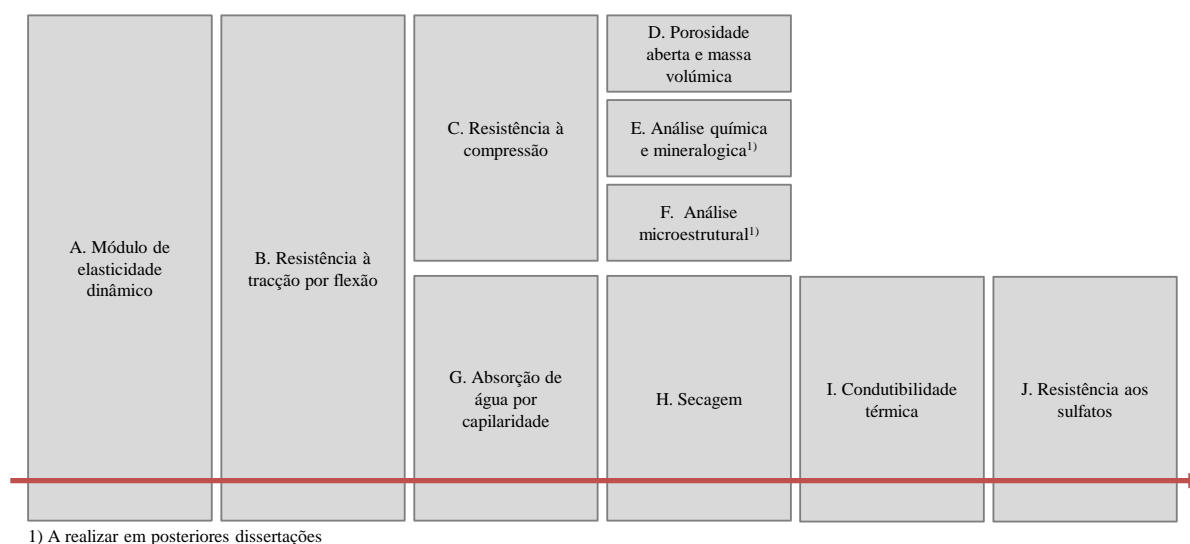 A. Módulo de
elasticidade
dinâmico
B. Resistência à
tracção por flexão
C. Resistência à
compressão
D. Porosidade
aberta e massa
volúmica
E. Análise química
e mineralogica¹⁾
F. Análise
microestrutural¹⁾
G. Absorção de
água por
capilaridade
H. Secagem
I. Condutibilidade
térmica
J. Resistência aos
sulfatos
1) A realizar em posteriores dissertações